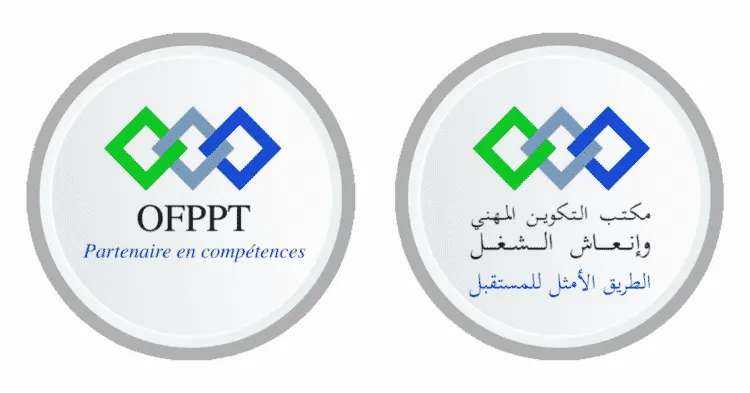 OFPPT
Partenaire en compétences
مكتب التكوين المهني
وإنعاش الشغل
الطريق الأمثل للمستقبل